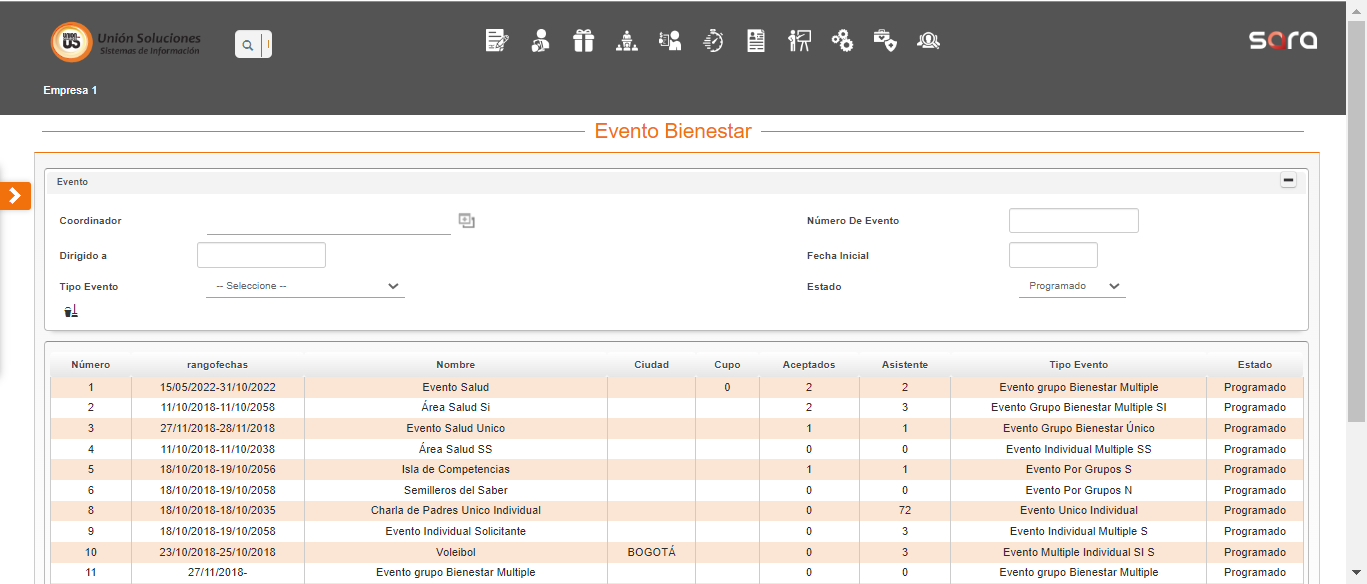 Unión Soluciones
Sistemas de Información
Empresa 1
sara
Evento Bienestar
Evento
Coordinador
Número De Evento
Dirigido a
Fecha Inicial
Tipo Evento -- Seleccione --
Estado Programado
Número rangofechas Nombre Ciudad Cupo Aceptados Asistente Tipo Evento Estado
1 15/05/2022-31/10/2022 Evento Salud 0 2 2 Evento grupo Bienestar Multiple Programado
2 11/10/2018-11/10/2058 Área Salud Si 2 3 Evento Grupo Bienestar Multiple SI Programado
3 27/11/2018-28/11/2018 Evento Salud Unico 1 1 Evento Grupo Bienestar Único Programado
4 11/10/2018-11/10/2038 Área Salud SS 0 0 Evento Individual Multiple SS Programado
5 18/10/2018-19/10/2056 Isla de Competencias 1 1 Evento Por Grupos S Programado
6 18/10/2018-19/10/2058 Semilleros del Saber 0 0 Evento Por Grupos N Programado
8 18/10/2018-18/10/2035 Charla de Padres Unico Individual 0 72 Evento Unico Individual Programado
9 18/10/2018-19/10/2058 Evento Individual Solicitante 0 3 Evento Individual Multiple S Programado
10 23/10/2018-25/10/2018 Voleibol BOGOTÁ 0 3 Evento Multiple Individual SI S Programado
11 27/11/2018- Evento grupo Bienestar Multiple 0 0 Evento grupo Bienestar Multiple Programado